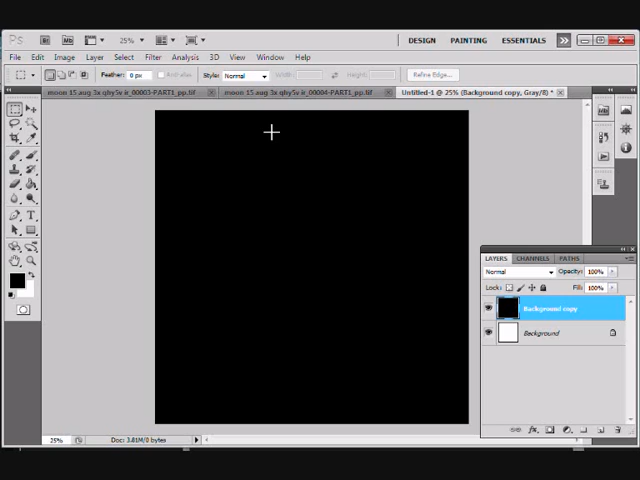 Ps Br Mb 25% DESIGN PAINTING ESSENTIALS
File Edit Image Layer Select Filter Analysis 3D View Window Help
Feather: 0 px Anti-alias Style: Normal Width: Height: Refine Edge...
moon 15 aug 3x qhy5v ir_00003-PART1_pp.tif moon 15 aug 3x qhy5v ir_00004-PART1_pp.tif Untitled-1 @ 25% (Background copy, Gray/8) *
LAYERS CHANNELS PATHS
Normal Opacity: 100%
Lock: Fill: 100%
Background copy
Background
25% Doc: 3.81M/0 bytes